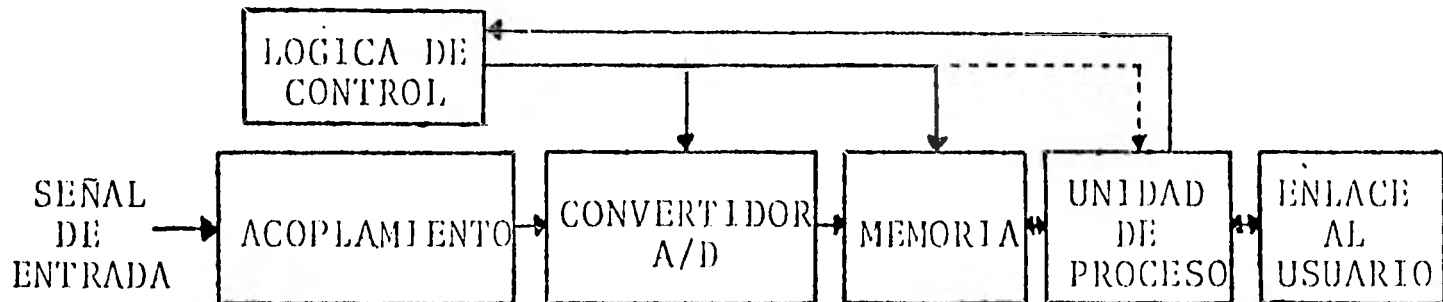 LOGICA DE
CONTROL
SEÑAL
DE
ENTRADA
ACOPLAMIENTO
CONVERTIDOR
A/D
MEMORIA
UNIDAD
DE
PROCESO
ENLACE
AL
USUARIO